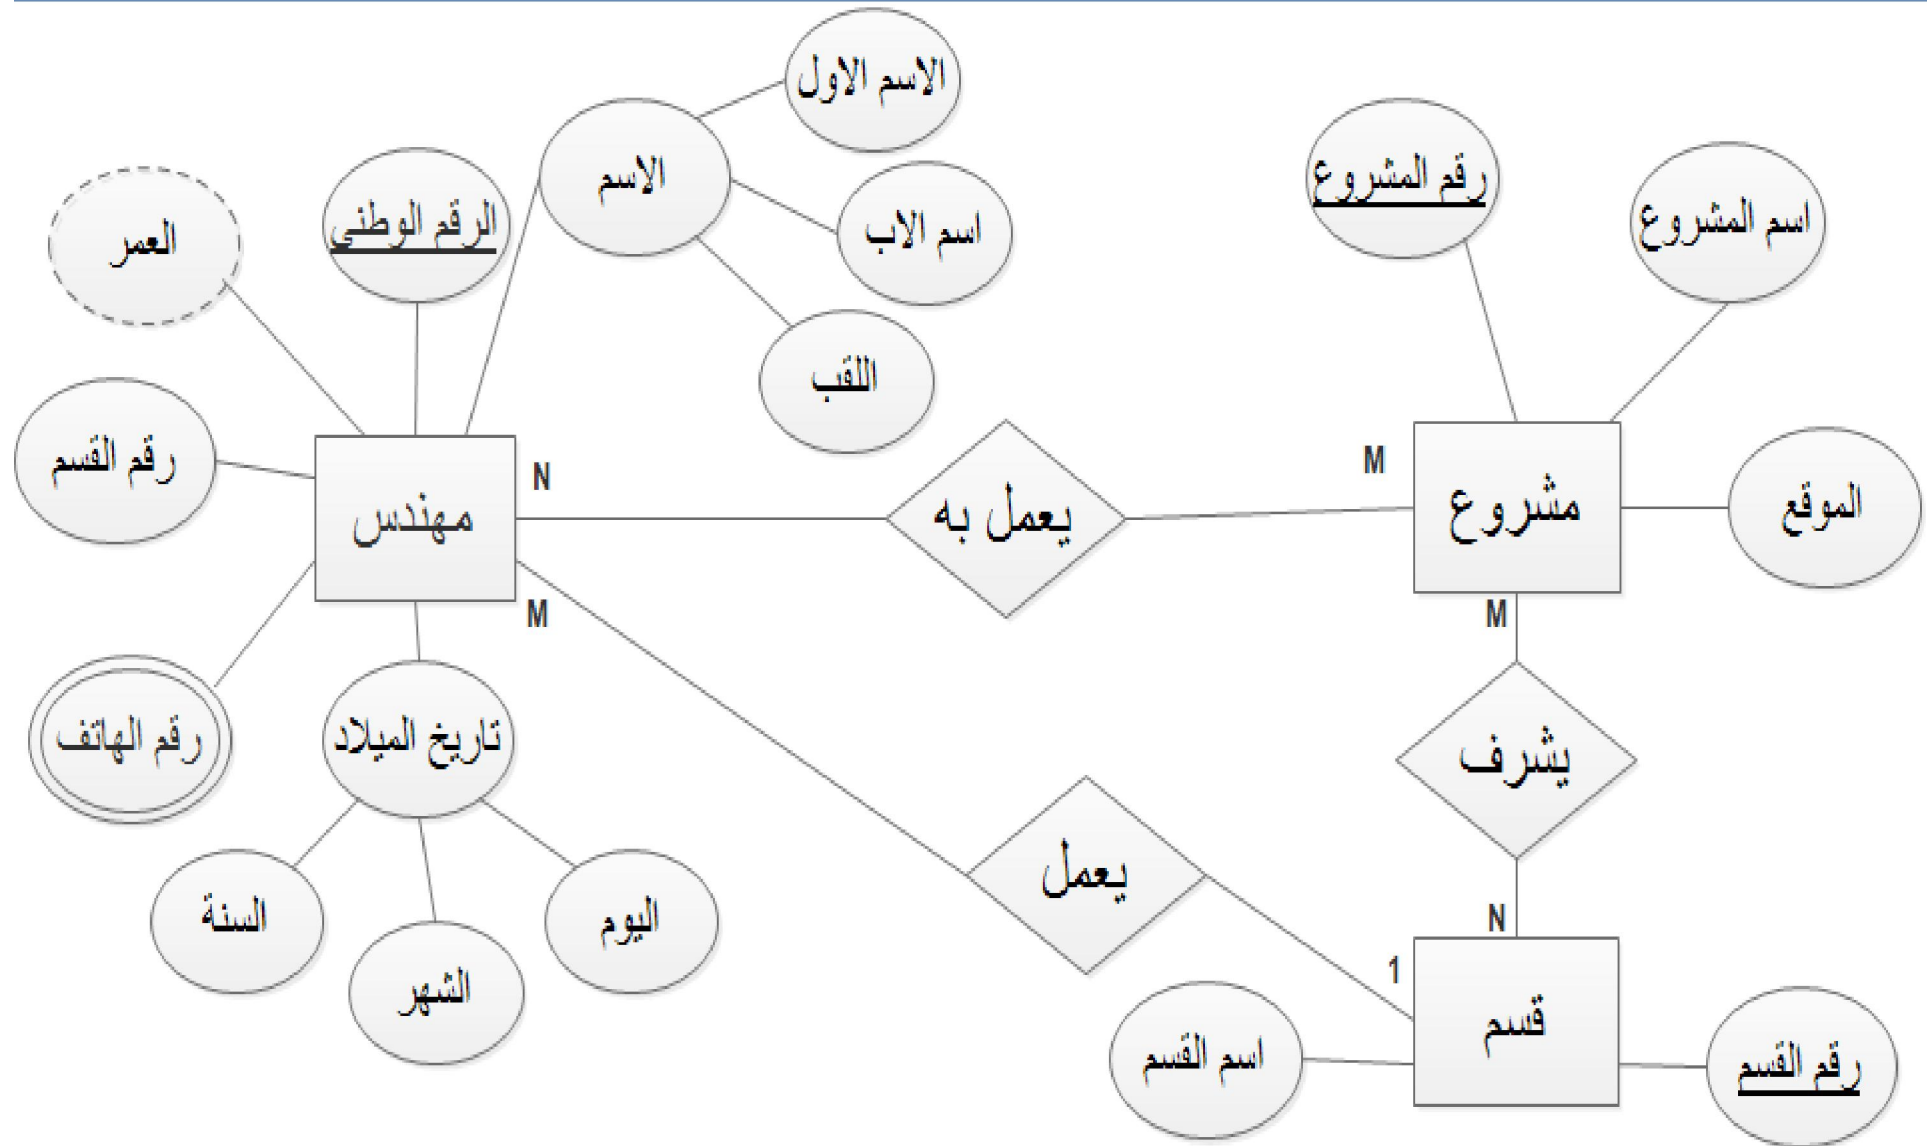 الاسم الاول
الاسم
اسم الاب
اللقب
الرقم الوطني
العمر
رقم القسم
مهندس
رقم الهاتف
تاريخ الميلاد
السنة
الشهر
اليوم
N
يعمل به
M
رقم المشروع
اسم المشروع
مشروع
الموقع
M
يشرف
N
M
يعمل
1
قسم
اسم القسم
رقم القسم